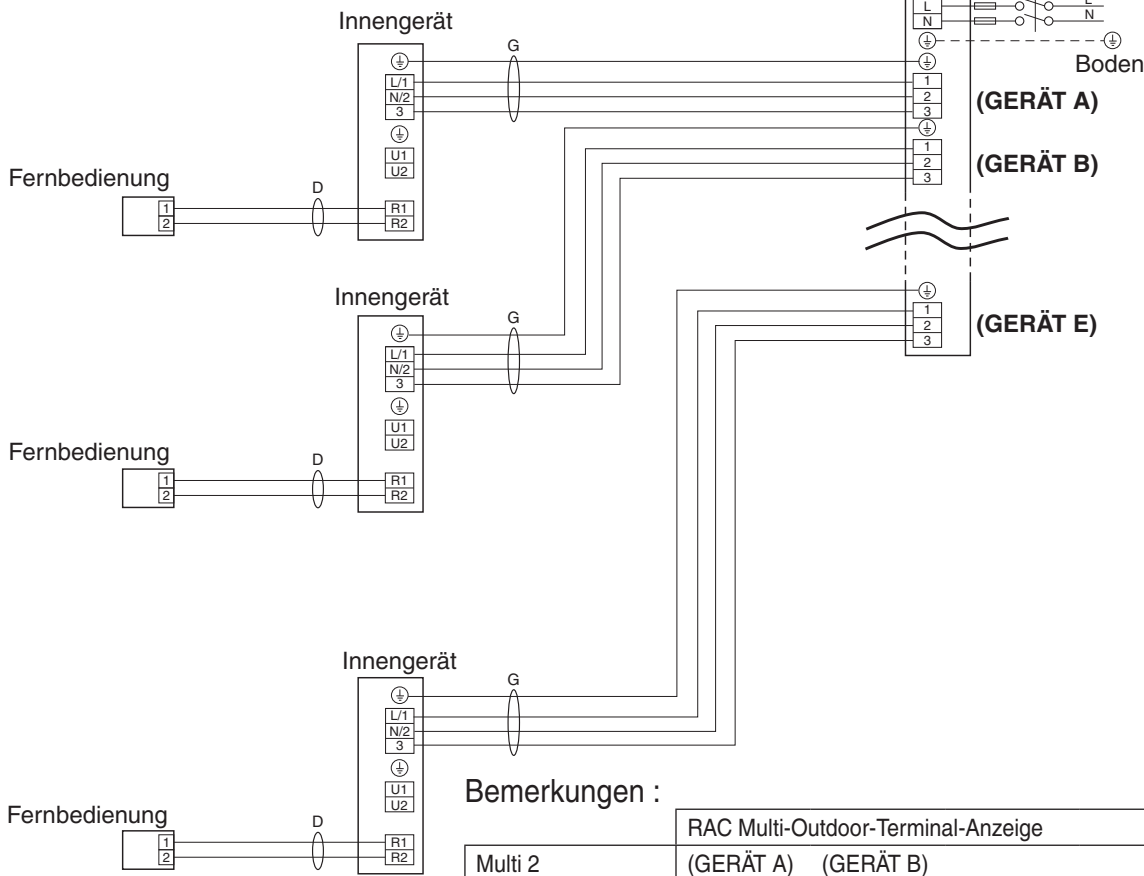 L
L
N
N
Boden
Innengerät
G
L/1
N/2
3
U1
U2
R1
R2
1
2
3
(GERÄT A)
1
2
3
(GERÄT B)
Fernbedienung
D
1
2
Innengerät
G
L/1
N/2
3
U1
U2
R1
R2
1
2
3
(GERÄT E)
Fernbedienung
D
1
2
Innengerät
G
L/1
N/2
3
U1
U2
R1
R2
Fernbedienung
D
1
2
Bemerkungen :
RAC Multi-Outdoor-Terminal-Anzeige
Multi 2 (GERÄT A) (GERÄT B)